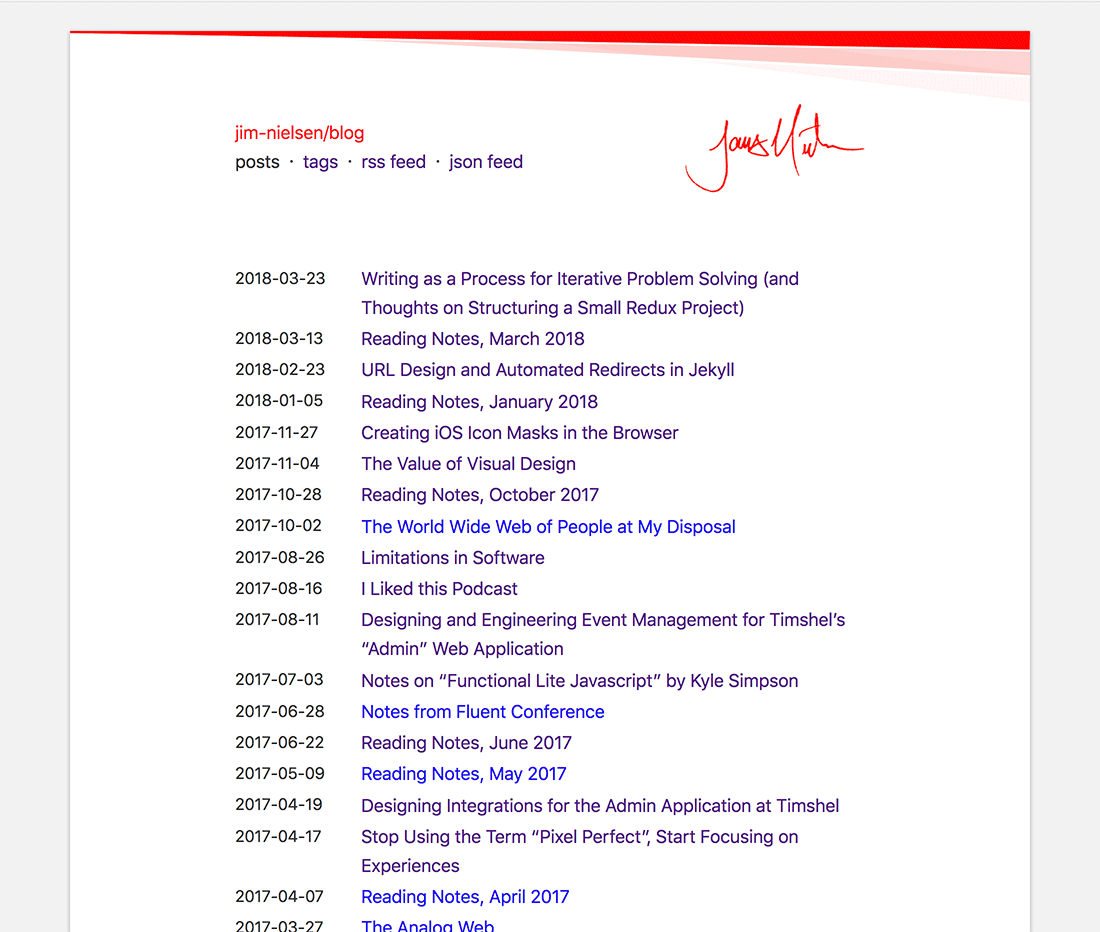 jim-nielsen/blog
posts · tags · rss feed · json feed
2018-03-23 Writing as a Process for Iterative Problem Solving (and
Thoughts on Structuring a Small Redux Project)
2018-03-13 Reading Notes, March 2018
2018-02-23 URL Design and Automated Redirects in Jekyll
2018-01-05 Reading Notes, January 2018
2017-11-27 Creating iOS Icon Masks in the Browser
2017-11-04 The Value of Visual Design
2017-10-28 Reading Notes, October 2017
2017-10-02 The World Wide Web of People at My Disposal
2017-08-26 Limitations in Software
2017-08-16 I Liked this Podcast
2017-08-11 Designing and Engineering Event Management for Timshel’s
“Admin” Web Application
2017-07-03 Notes on “Functional Lite Javascript” by Kyle Simpson
2017-06-28 Notes from Fluent Conference
2017-06-22 Reading Notes, June 2017
2017-05-09 Reading Notes, May 2017
2017-04-19 Designing Integrations for the Admin Application at Timshel
2017-04-17 Stop Using the Term “Pixel Perfect”, Start Focusing on
Experiences
2017-04-07 Reading Notes, April 2017
2017-03-27 The Analog Web